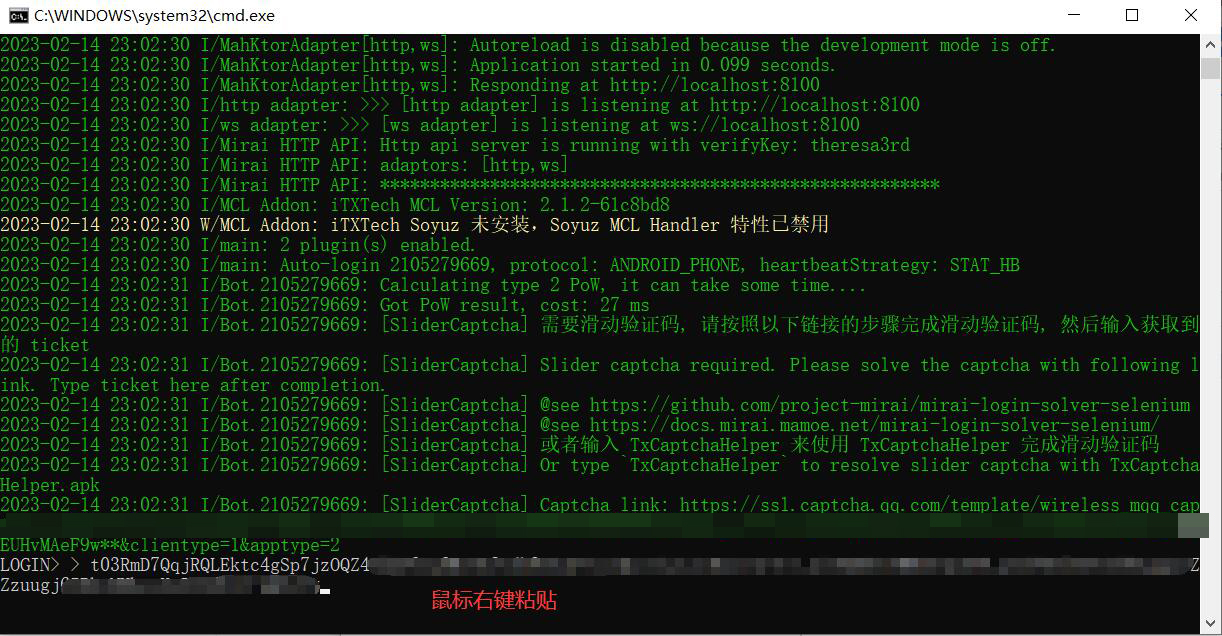 C:\WINDOWS\system32\cmd.exe
2023-02-14 23:02:30 I/MahKtorAdapter[http,ws]: Autoreload is disabled because the development mode is off.
2023-02-14 23:02:30 I/MahKtorAdapter[http,ws]: Application started in 0.099 seconds.
2023-02-14 23:02:30 I/MahKtorAdapter[http,ws]: Responding at http://localhost:8100
2023-02-14 23:02:30 I/http adapter: >>> [http adapter] is listening at http://localhost:8100
2023-02-14 23:02:30 I/ws adapter: >>> [ws adapter] is listening at ws://localhost:8100
2023-02-14 23:02:30 I/Mirai HTTP API: Http api server is running with verifyKey: theresa3rd
2023-02-14 23:02:30 I/Mirai HTTP API: adaptors: [http,ws]
2023-02-14 23:02:30 I/Mirai HTTP API: ********************************************************
2023-02-14 23:02:30 I/MCL Addon: iTXTech MCL Version: 2.1.2-61c8bd8
2023-02-14 23:02:30 W/MCL Addon: iTXTech Soyuz 未安装，Soyuz MCL Handler 特性已禁用
2023-02-14 23:02:30 I/main: 2 plugin(s) enabled.
2023-02-14 23:02:30 I/main: Auto-login 2105279669, protocol: ANDROID_PHONE, heartbeatStrategy: STAT_HB
2023-02-14 23:02:31 I/Bot.2105279669: Calculating type 2 PoW, it can take some time....
2023-02-14 23:02:31 I/Bot.2105279669: Got PoW result, cost: 27 ms
2023-02-14 23:02:31 I/Bot.2105279669: [SliderCaptcha] 需要滑动验证码, 请按照以下链接的步骤完成滑动验证码, 然后输入获取到
的 ticket
2023-02-14 23:02:31 I/Bot.2105279669: [SliderCaptcha] Slider captcha required. Please solve the captcha with following l
ink. Type ticket here after completion.
2023-02-14 23:02:31 I/Bot.2105279669: [SliderCaptcha] @see https://github.com/project-mirai/mirai-login-solver-selenium
2023-02-14 23:02:31 I/Bot.2105279669: [SliderCaptcha] @see https://docs.mirai.mamoe.net/mirai-login-solver-selenium/
2023-02-14 23:02:31 I/Bot.2105279669: [SliderCaptcha] 或者输入 TxCaptchaHelper 来使用 TxCaptchaHelper 完成滑动验证码
2023-02-14 23:02:31 I/Bot.2105279669: [SliderCaptcha] Or type `TxCaptchaHelper` to resolve slider captcha with TxCaptcha
Helper.apk
2023-02-14 23:02:31 I/Bot.2105279669: [SliderCaptcha] Captcha link: https://ssl.captcha.qq.com/template/wireless_mqq_cap
EUHvMAeF9w**&clientype=1&apptype=2
LOGIN> > t03RmD7QqjRQLEktc4gSp7jzOQZ4
Zzuugj
鼠标右键粘贴